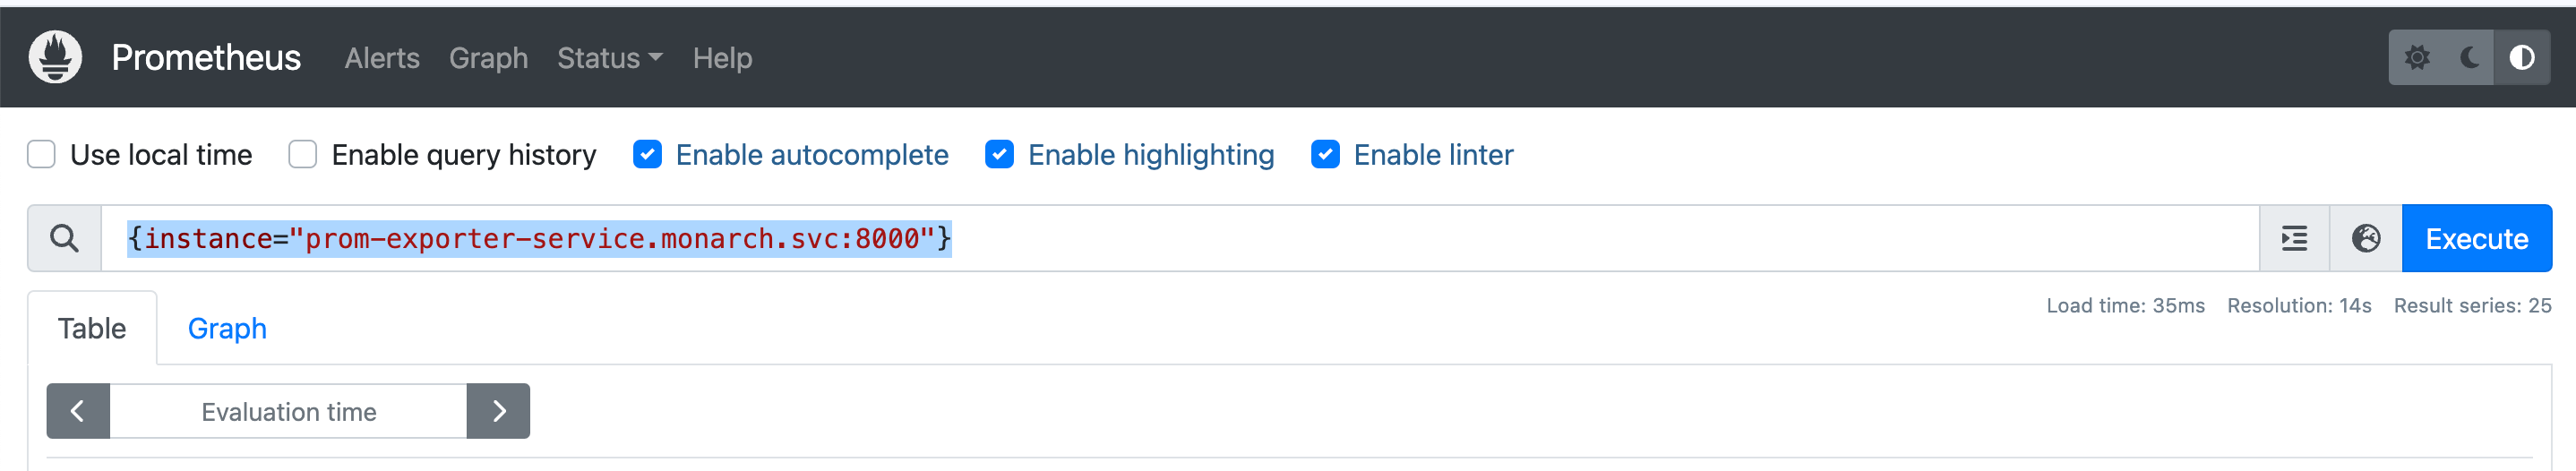 Prometheus Alerts Graph Status Help
Use local time Enable query history Enable autocomplete Enable highlighting Enable linter
{instance="prom-exporter-service.monarch.svc:8000"} Execute
Load time: 35ms Resolution: 14s Result series: 25
Table Graph
Evaluation time